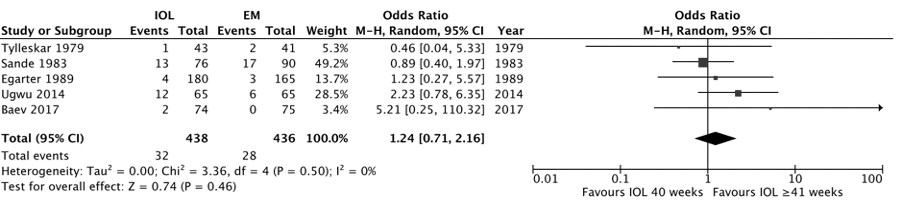 IOL EM Odds Ratio Odds Ratio
Study or Subgroup Events Total Events Total Weight M-H, Random, 95% CI Year M-H, Random, 95% CI
Tylleskar 1979 1 43 2 41 5.3% 0.46 [0.04, 5.33] 1979
Sande 1983 13 76 17 90 49.2% 0.89 [0.40, 1.97] 1983
Egarter 1989 4 180 3 165 13.7% 1.23 [0.27, 5.57] 1989
Ugwu 2014 12 65 6 65 28.5% 2.23 [0.78, 6.35] 2014
Baev 2017 2 74 0 75 3.4% 5.21 [0.25, 110.32] 2017
Total (95% CI) 438 436 100.0% 1.24 [0.71, 2.16]
Total events 32 28
Heterogeneity: Tau² = 0.00; Chi² = 3.36, df = 4 (P = 0.50); I² = 0%
Test for overall effect: Z = 0.74 (P = 0.46)
0.01 0.1 1 10 100
Favours IOL 40 weeks Favours IOL ≥41 weeks